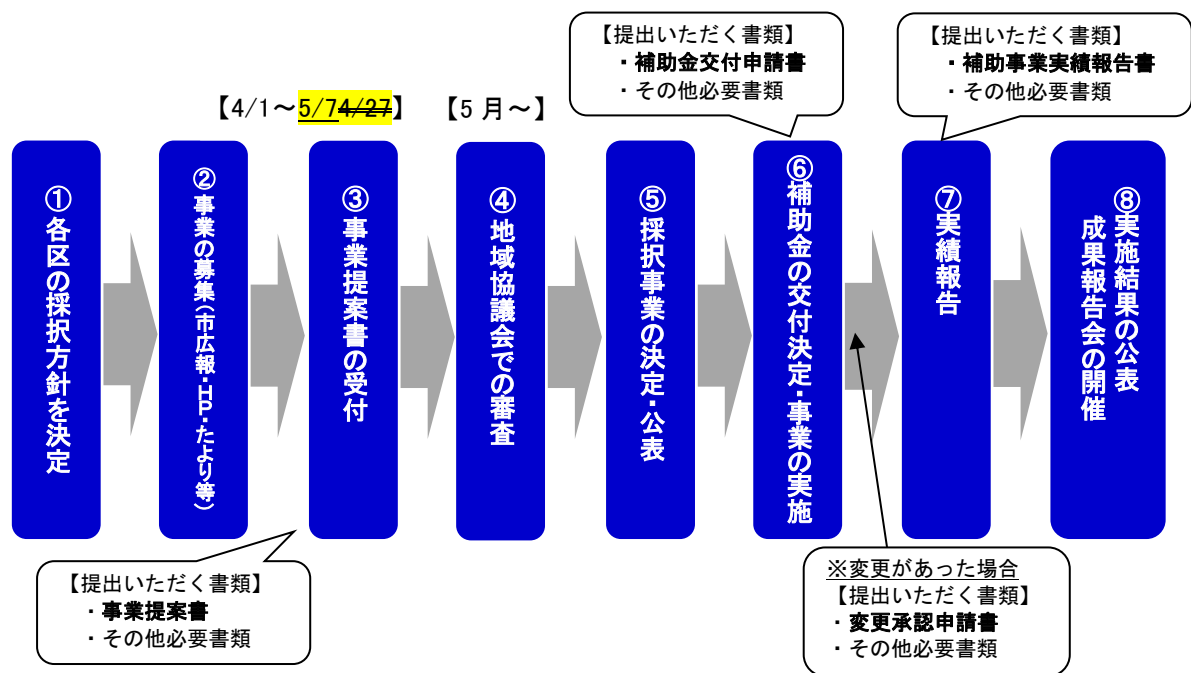 【提出いただく書類】
・補助金交付申請書
・その他必要書類
【提出いただく書類】
・補助事業実績報告書
・その他必要書類
【4/1～5/74/27】
【5月～】
①各区の採択方針を決定
②事業の募集(市広報・HP・たより等)
③事業提案書の受付
④地域協議会での審査
⑤採択事業の決定・公表
⑥補助金の交付決定・事業の実施
⑦実績報告
⑧実施結果の公表
成果報告会の開催
【提出いただく書類】
・事業提案書
・その他必要書類
※変更があった場合
【提出いただく書類】
・変更承認申請書
・その他必要書類